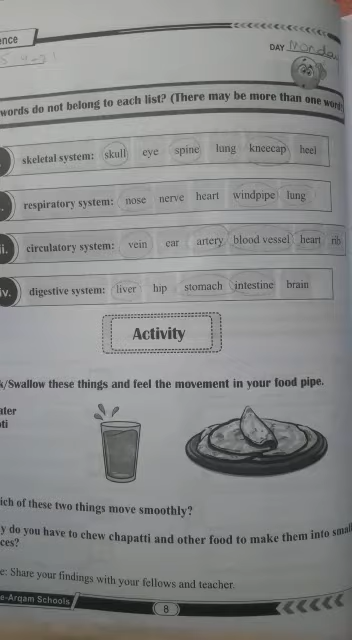 ence
DAY Monday
words do not belong to each list? (There may be more than one word
skeletal system: skull eye spine lung kneecap heel
respiratory system: nose nerve heart windpipe lung
ii. circulatory system: vein ear artery blood vessel heart rib
iv. digestive system: liver hip stomach intestine brain
Activity
k/Swallow these things and feel the movement in your food pipe.
ater
oti
ich of these two things move smoothly?
y do you have to chew chapatti and other food to make them into small
ces?
e: Share your findings with your fellows and teacher.
e-Arqam Schools
8